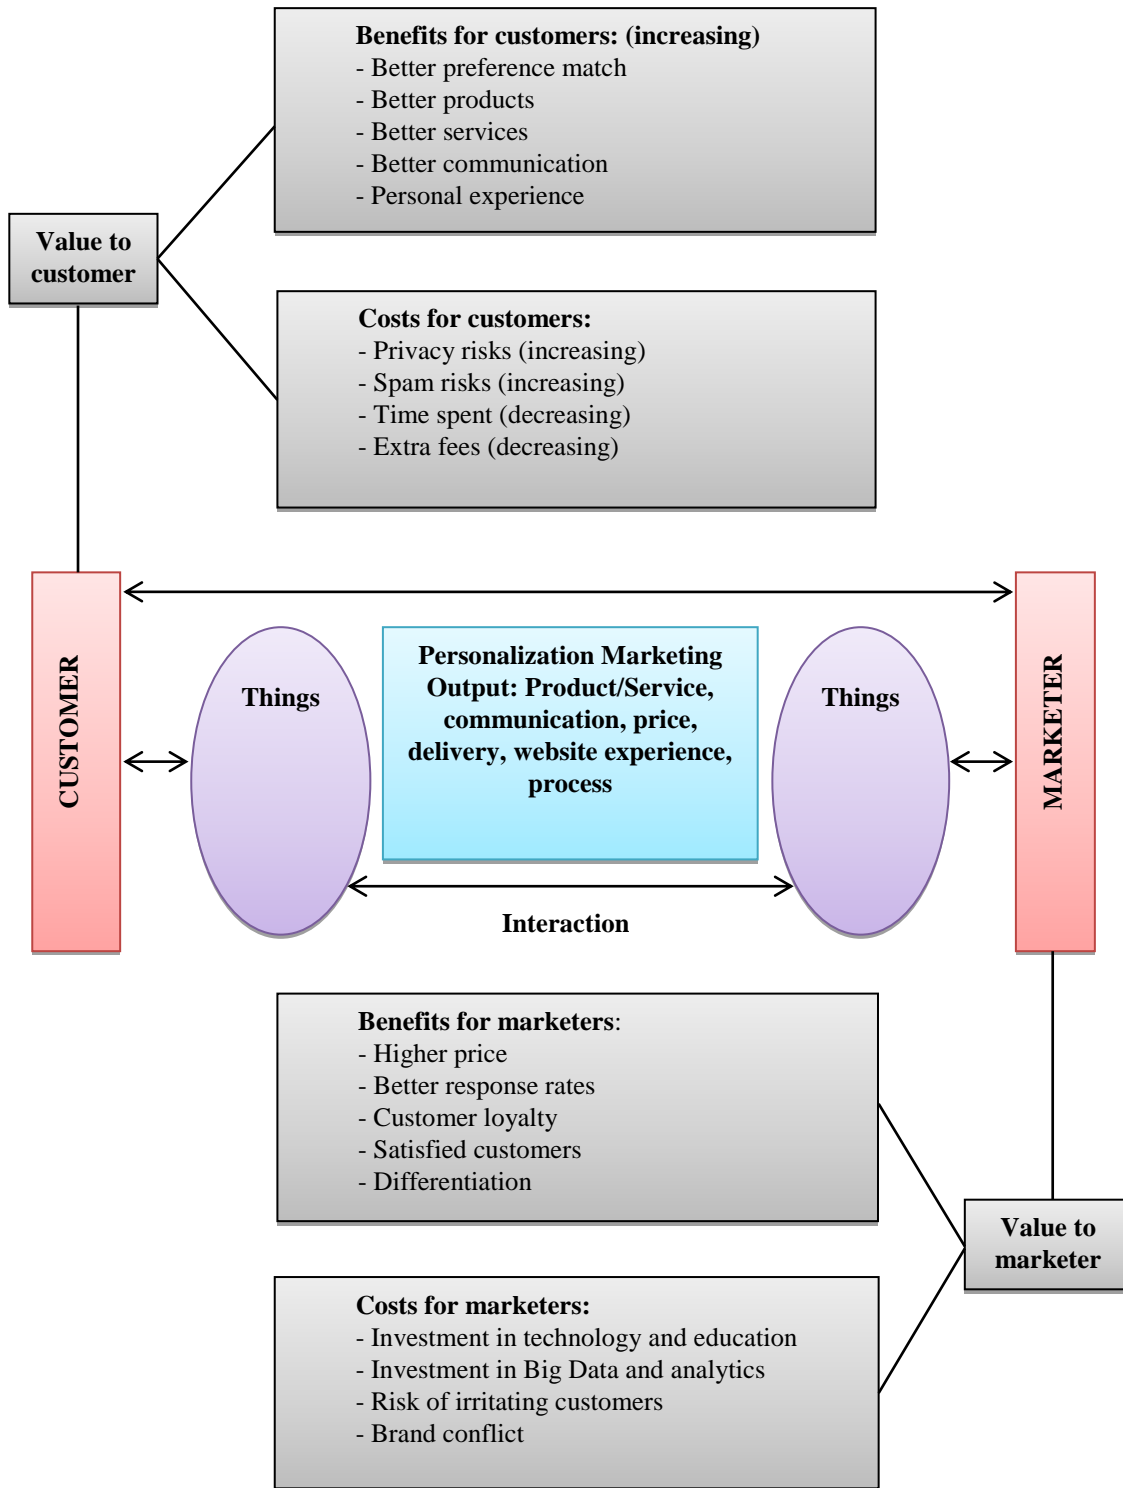 Benefits for customers: (increasing)
- Better preference match
- Better products
- Better services
- Better communication
- Personal experience
Value to
customer
Costs for customers:
- Privacy risks (increasing)
- Spam risks (increasing)
- Time spent (decreasing)
- Extra fees (decreasing)
CUSTOMER
Things
Personalization Marketing
Output: Product/Service,
communication, price,
delivery, website experience,
process
Things
MARKETER
Interaction
Benefits for marketers:
- Higher price
- Better response rates
- Customer loyalty
- Satisfied customers
- Differentiation
Value to
marketer
Costs for marketers:
- Investment in technology and education
- Investment in Big Data and analytics
- Risk of irritating customers
- Brand conflict